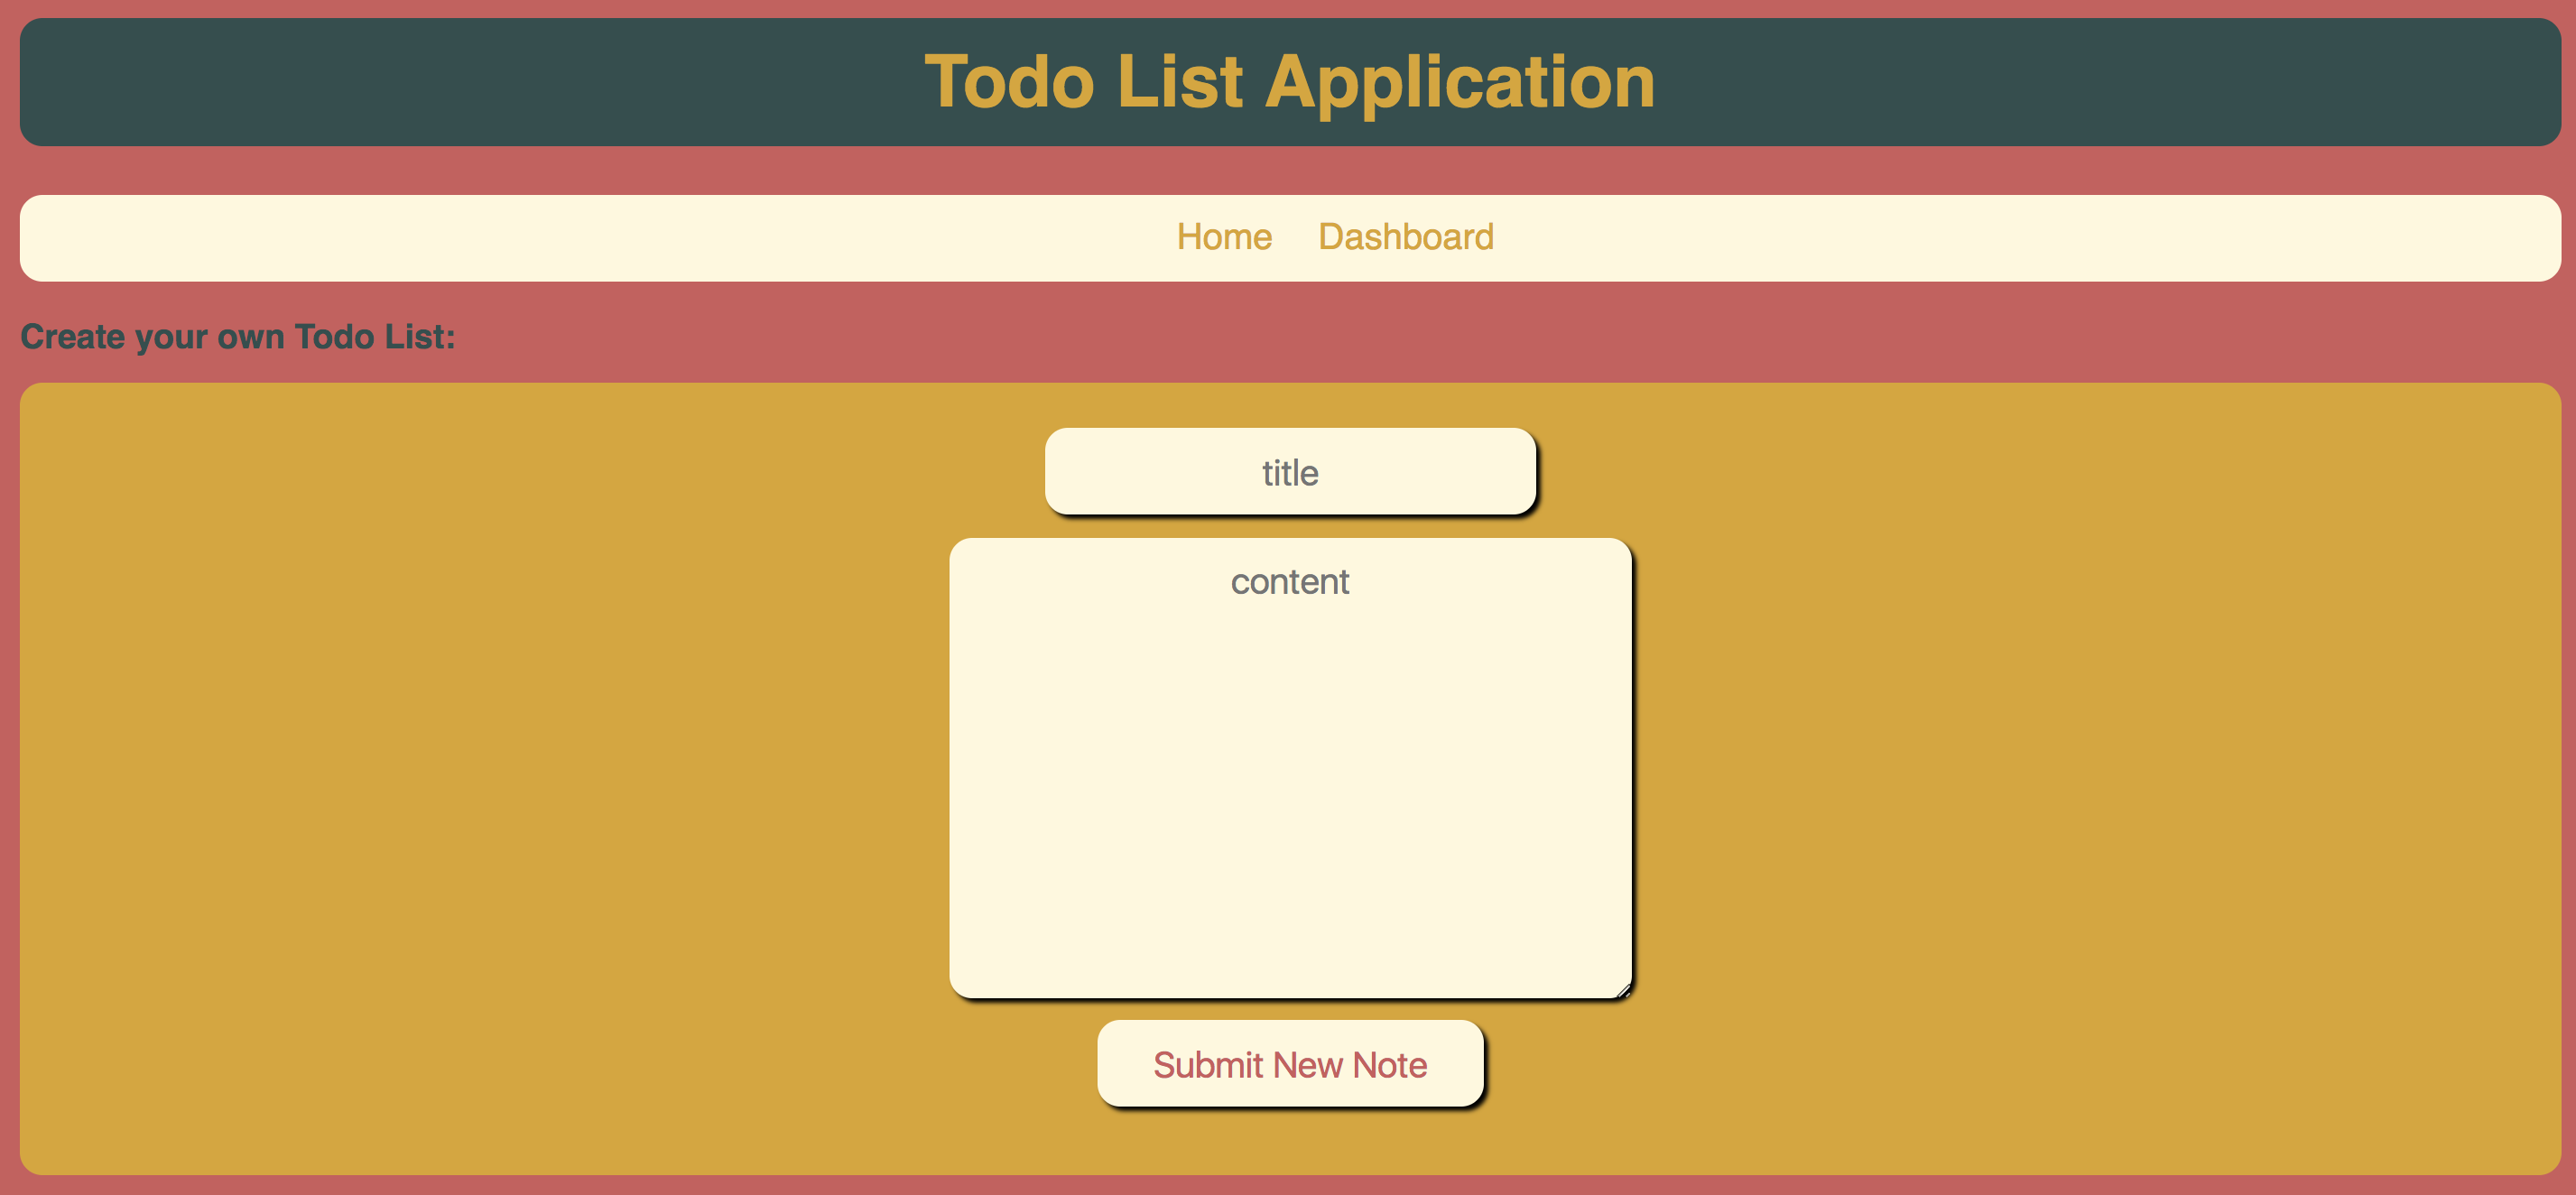 Todo List Application
Home Dashboard
Create your own Todo List:
title
content
Submit New Note